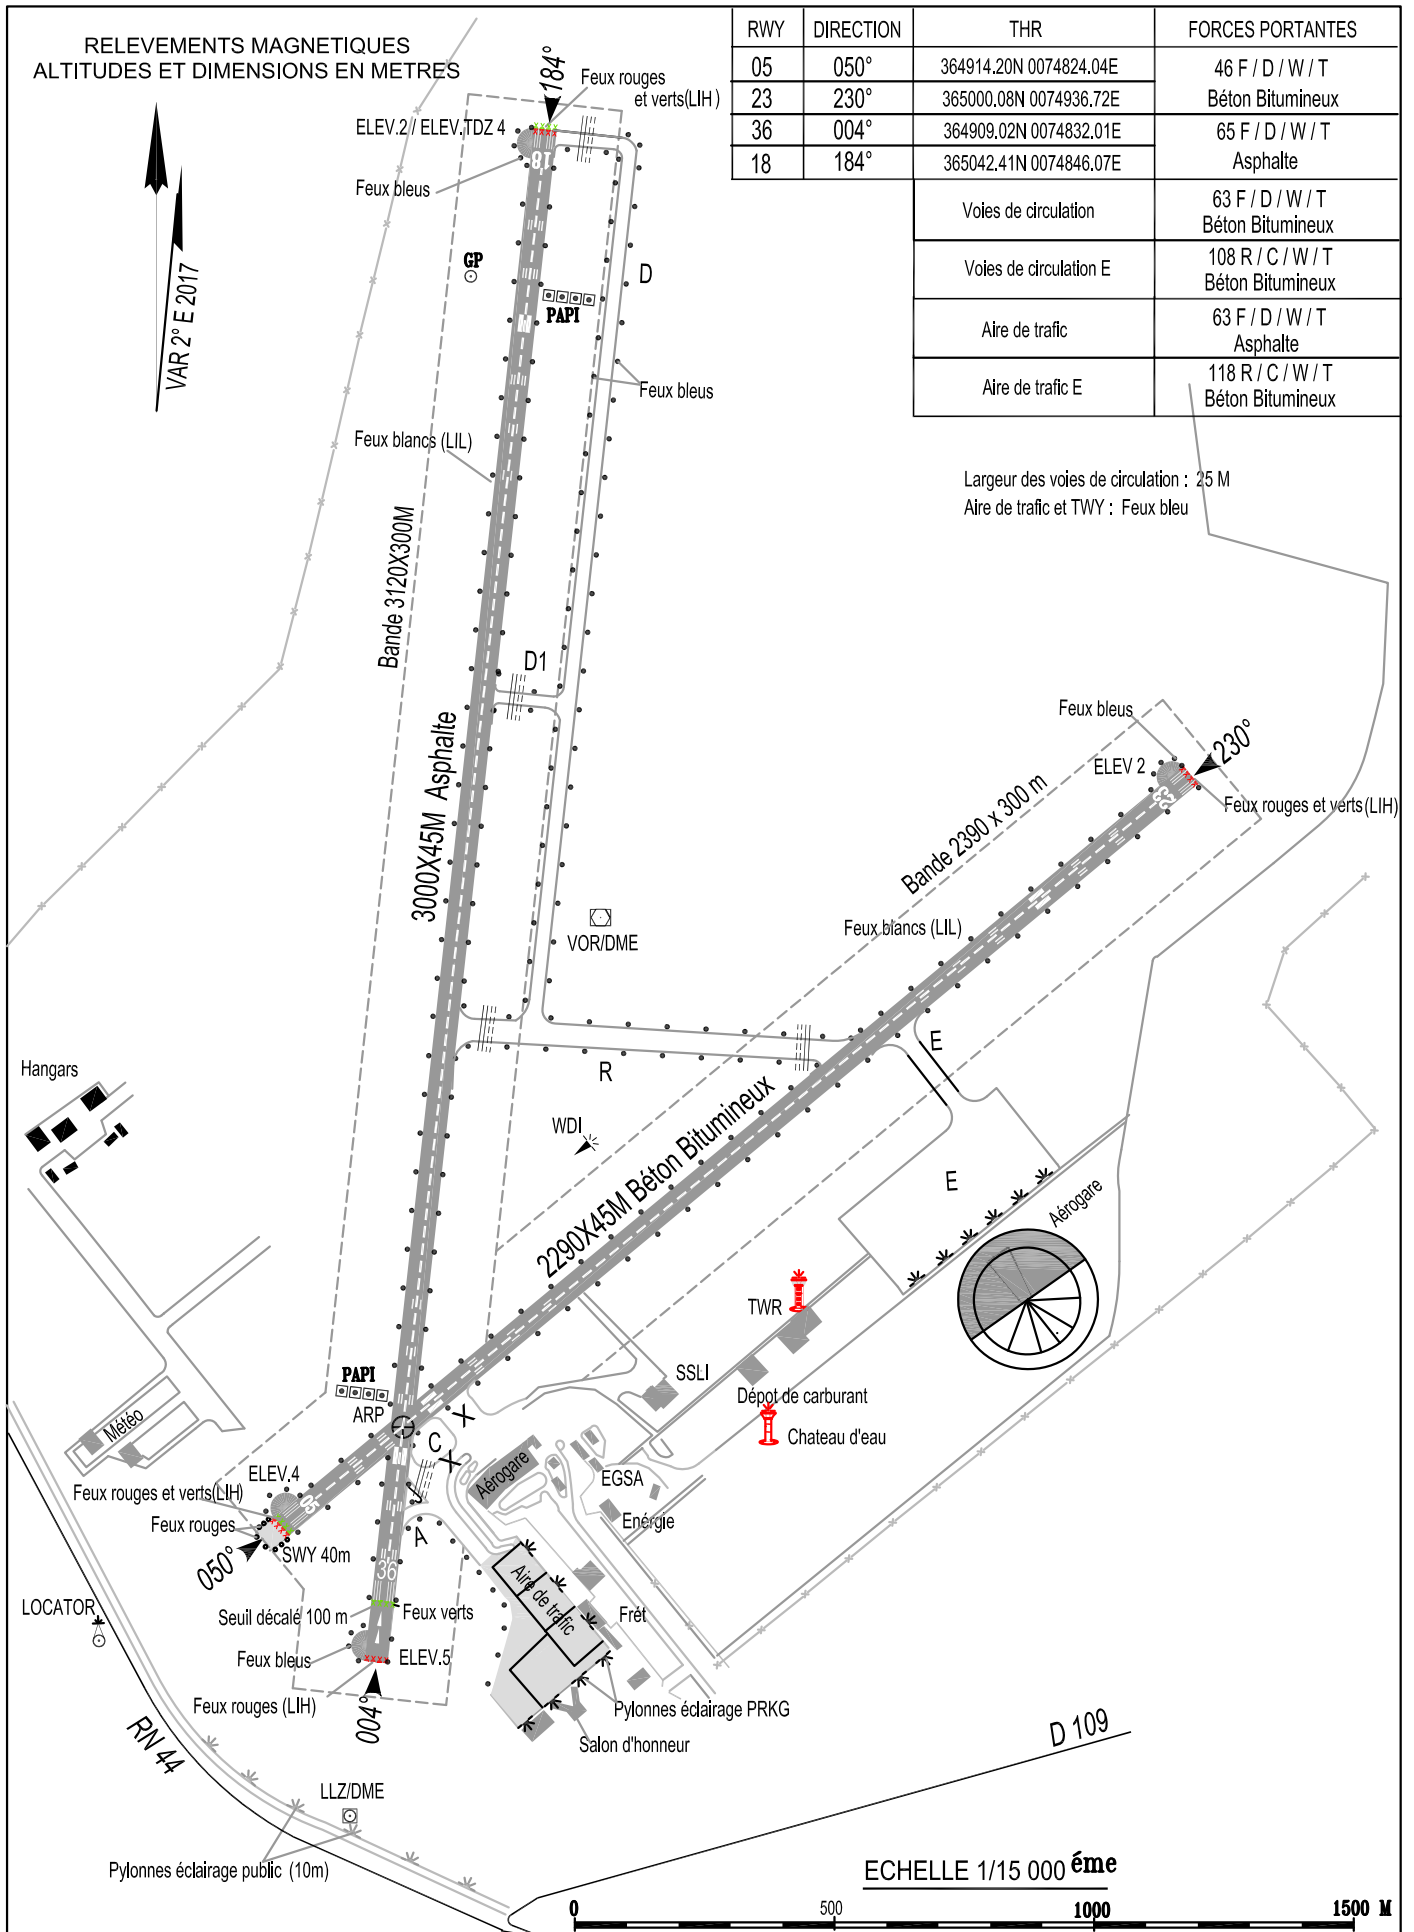 RELEVEMENTS MAGNETIQUES
ALTITUDES ET DIMENSIONS EN METRES
VAR 2° E 2017
RWY DIRECTION THR FORCES PORTANTES
05 050° 364914.20N 0074824.04E 46 F / D / W / T
23 230° 365000.08N 0074936.72E Béton Bitumineux
36 004° 364909.02N 0074832.01E 65 F / D / W / T
18 184° 365042.41N 0074846.07E Asphalte
Voies de circulation 63 F / D / W / T
Béton Bitumineux
Voies de circulation E 108 R / C / W / T
Béton Bitumineux
Aire de trafic 63 F / D / W / T
Asphalte
Aire de trafic E 118 R / C / W / T
Béton Bitumineux
Largeur des voies de circulation : 25 M
Aire de trafic et TWY : Feux bleu
184°
Feux rouges
et verts(LIH )
ELEV.2 / ELEV.TDZ 4
18
Feux bleus
GP
D
PAPI
Feux bleus
Feux blancs (LIL)
Bande 3120X300M
D1
3000X45M Asphalte
Feux bleus
230°
ELEV 2
23
Feux rouges et verts(LIH)
Bande 2390 x 300 m
Feux blancs (LIL)
VOR/DME
E
R
Hangars
WDI
2290X45M Béton Bitumineux
E
Aérogare
TWR
PAPI
ARP
SSLI
Dépot de carburant
Chateau d'eau
X
C
X
Météo
Aérogare
EGSA
ELEV.4
Feux rouges et verts(LIH)
Feux rouges
Enérgie
A
SWY 40m
050°
36
Aire de trafic
LOCATOR
Seuil décalé 100 m
Feux verts
Frét
Feux bleus
ELEV.5
Feux rouges (LIH)
004°
Pylonnes éclairage PRKG
Salon d'honneur
RN 44
D 109
LLZ/DME
Pylonnes éclairage public (10m)
ECHELLE 1/15 000 éme
0 500 1000 1500 M